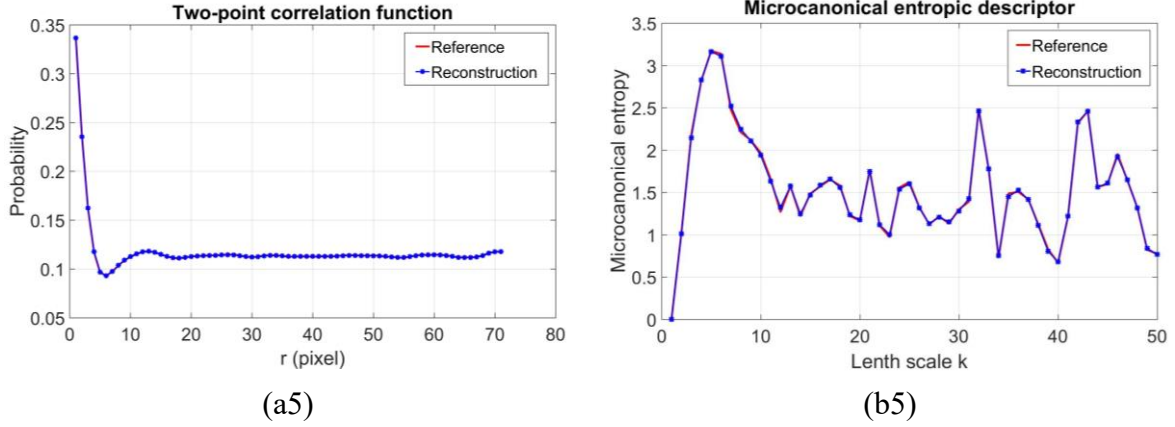 Two-point correlation function
Reference
Reconstruction
Probability
0.35
0.3
0.25
0.2
0.15
0.1
0.05
0 10 20 30 40 50 60 70 80
r (pixel)
(a5)
Microcanonical entropic descriptor
Reference
Reconstruction
Microcanonical entropy
3.5
3
2.5
2
1.5
1
0.5
0
0 10 20 30 40 50
Lenth scale k
(b5)